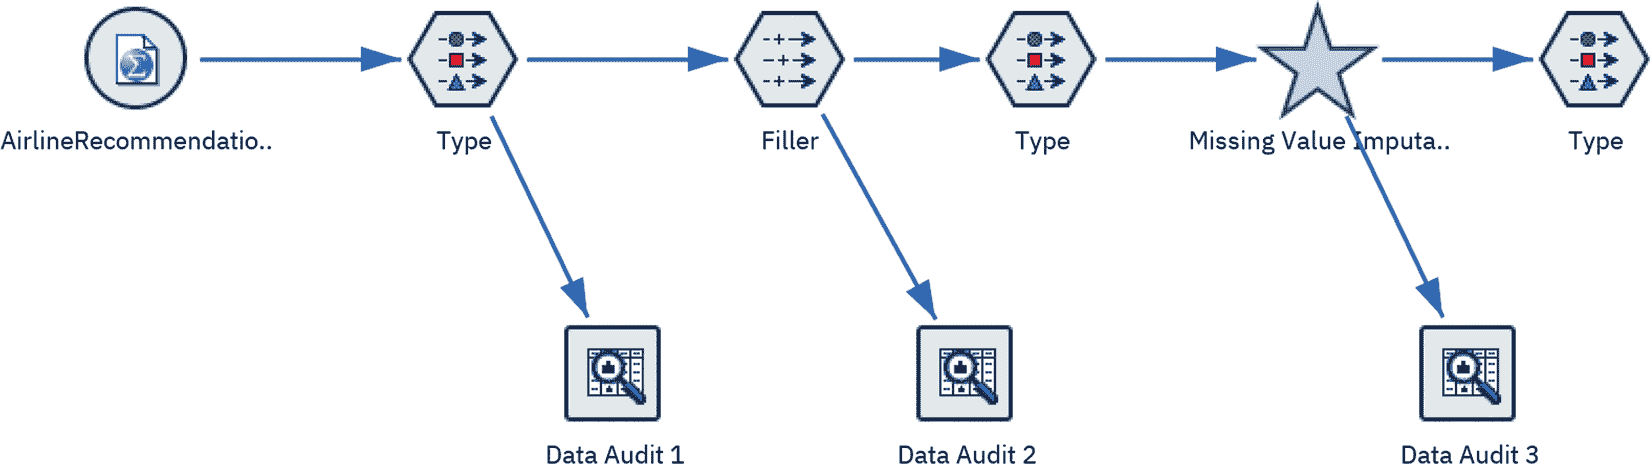 AirlineRecommendatio..
Type
Filler
Type
Missing Value Imputa..
Type
Data Audit 1
Data Audit 2
Data Audit 3